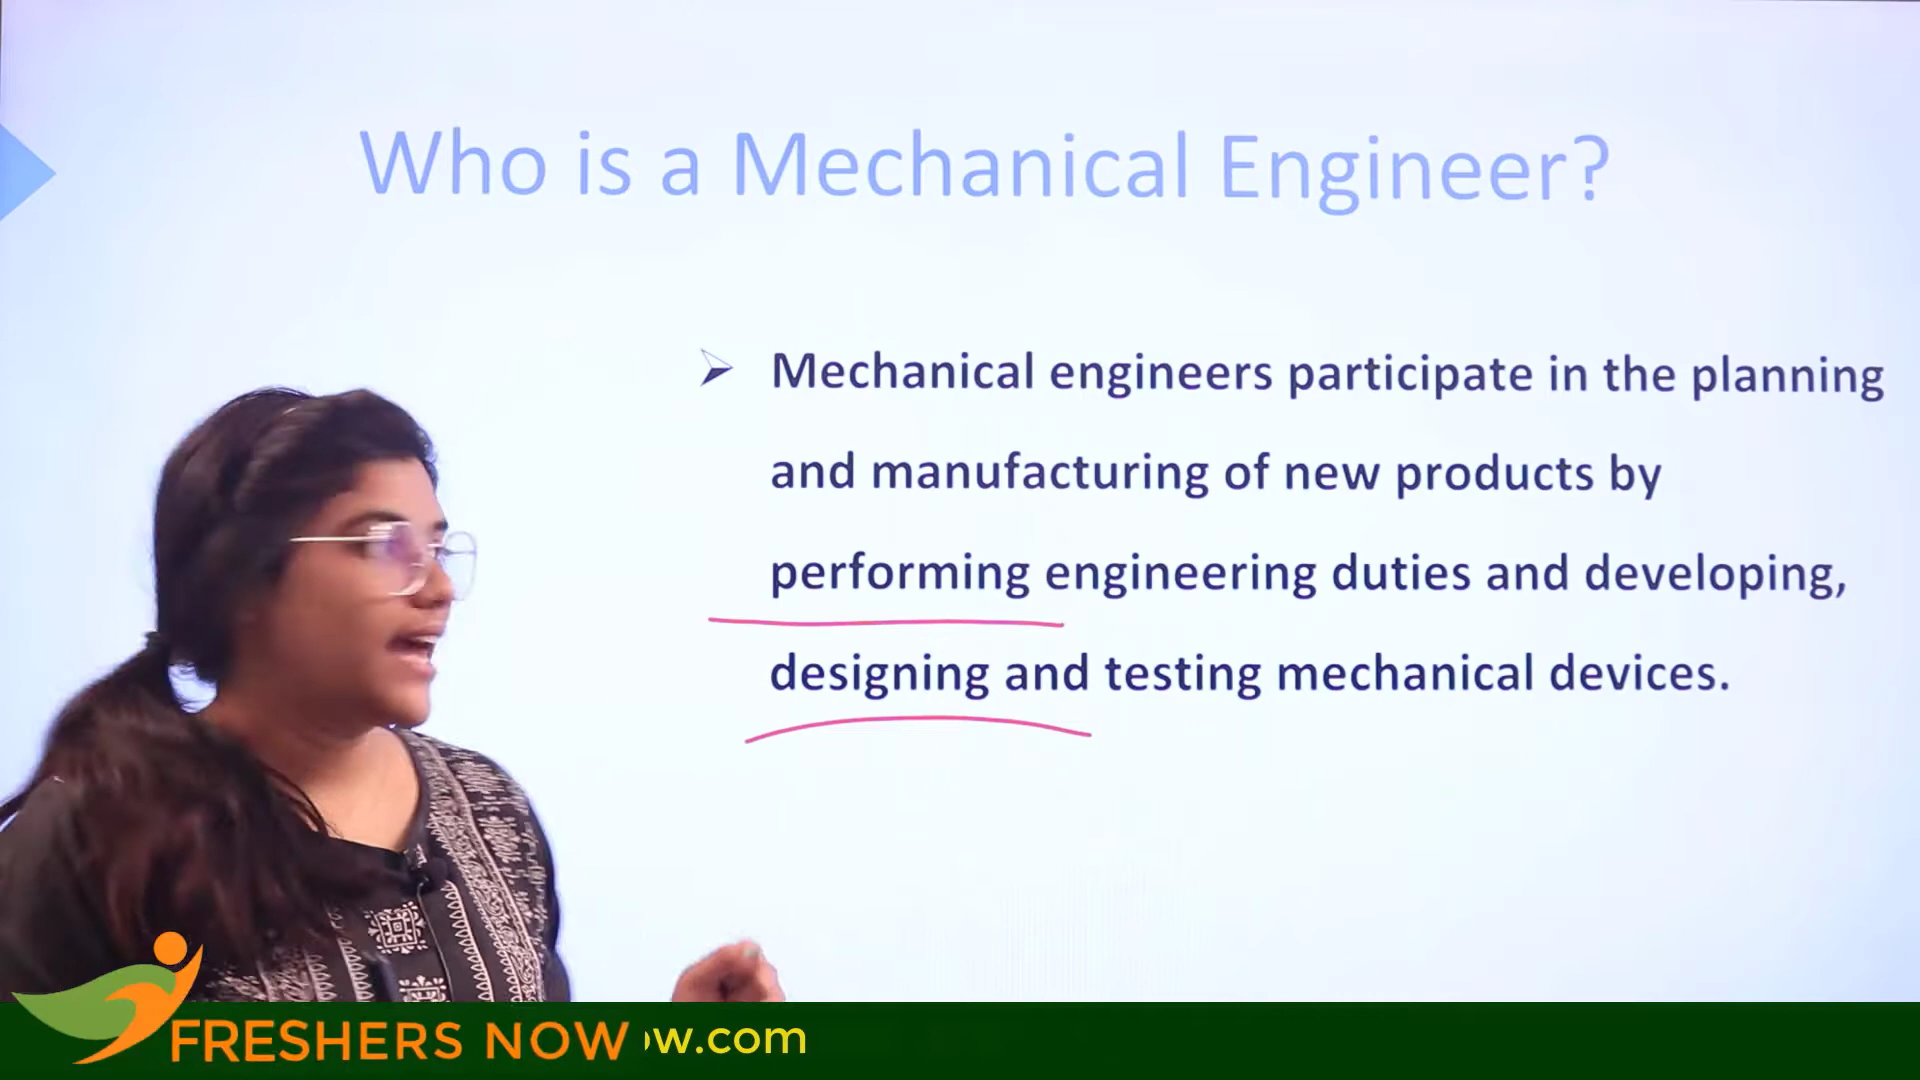 Who is a Mechanical Engineer?
➢ Mechanical engineers participate in the planning
and manufacturing of new products by
performing engineering duties and developing,
designing and testing mechanical devices.
FRESHERS NOW
ow.com